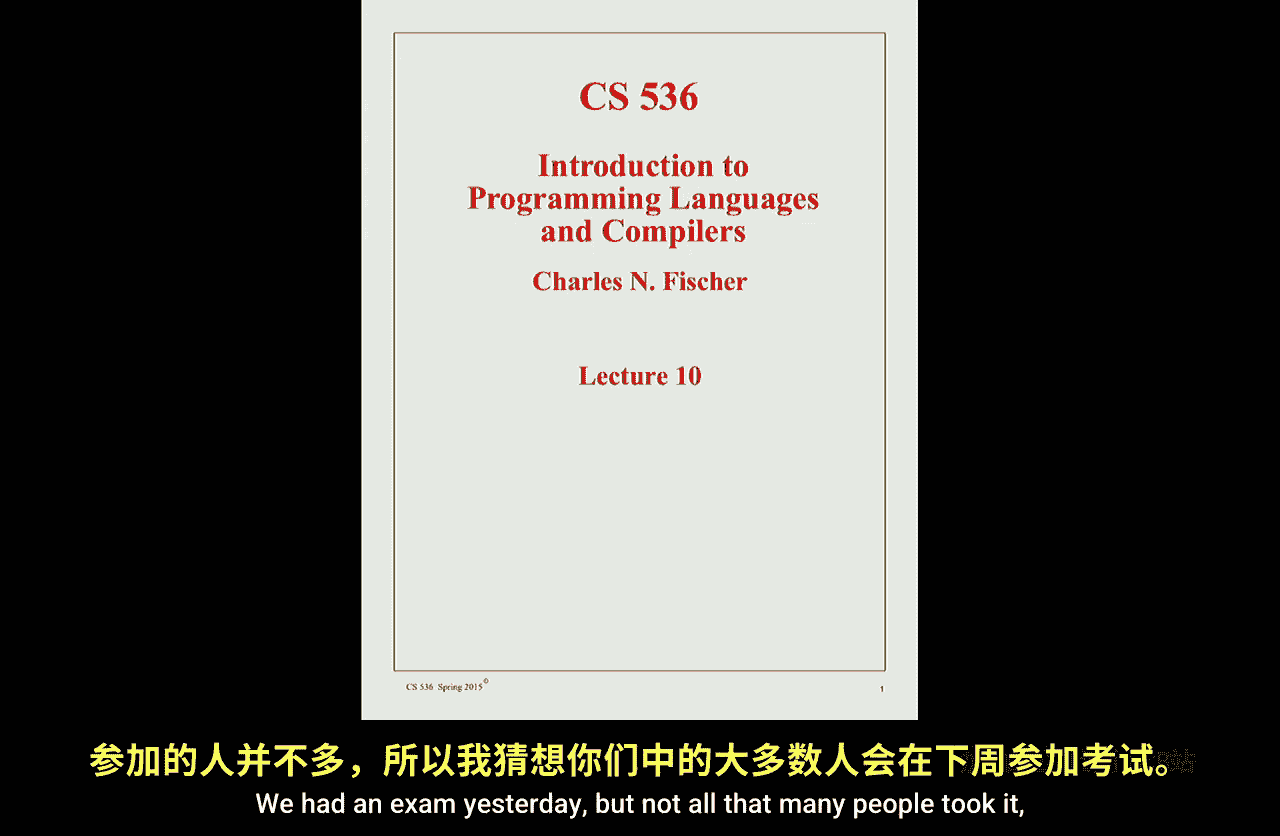 CS 536
Introduction to
Programming Languages
and Compilers
Charles N. Fischer
Lecture 10
CS 536 Spring 2015©
1
参加的人并不多，所以我猜想你们中的大多数人会在下周参加考试。
We had an exam yesterday, but not all that many people took it,